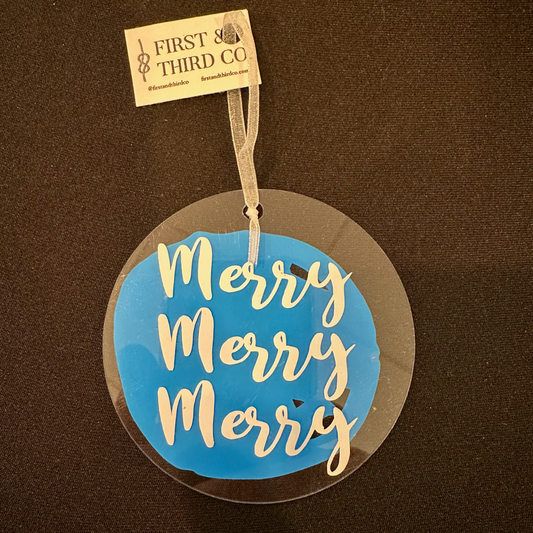 FIRST &
THIRD CO.
@firstandthirdco firstandthirdco.com
Merry
Merry
Merry